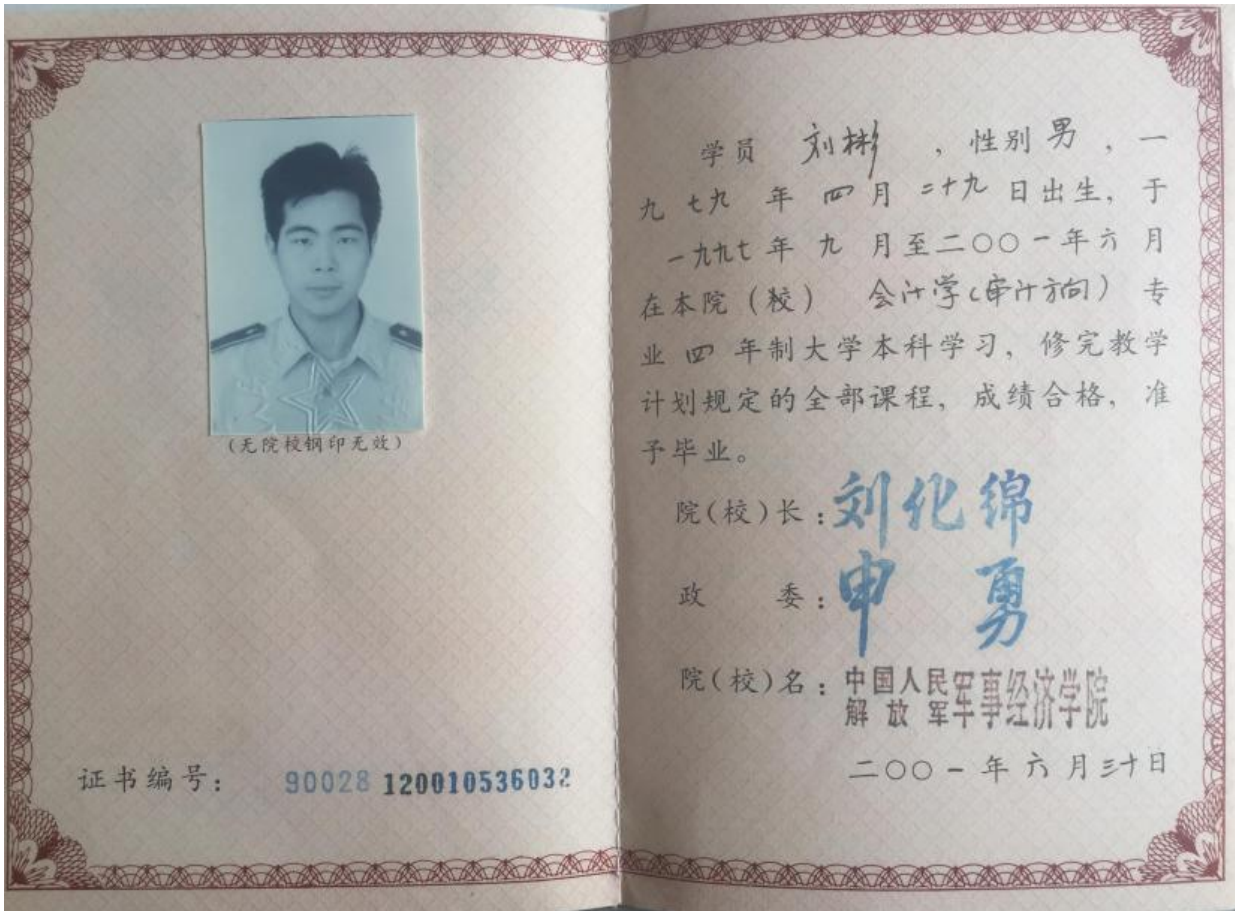 (无院校钢印无效)
证书编号: 90028 120010536032
学员 刘彬 ,性别 男 ,一
九 七九 年 四 月 二十九 日出生, 于
一九九七 年 九 月至二〇〇一年六月
在本院(校) 会计学(审计方向) 专
业 四 年制大学本科学习, 修完教学
计划规定的全部课程, 成绩合格, 准
予毕业。
院(校)长: 刘化绵
政 委: 申 勇
院(校)名: 中国人民解放军军事经济学院
二〇〇一年六月三十日